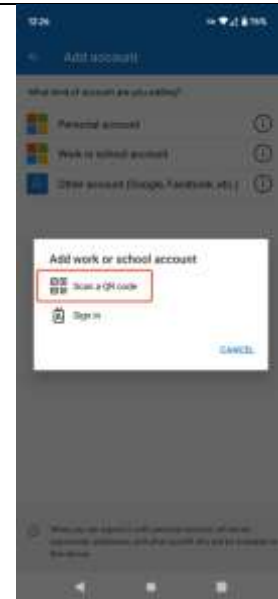 12:26
Add account
What kind of account are you adding?
Personal account
Work or school account
Other account (Google, Facebook, etc.)
Add work or school account
Scan a QR code
Sign in
CANCEL